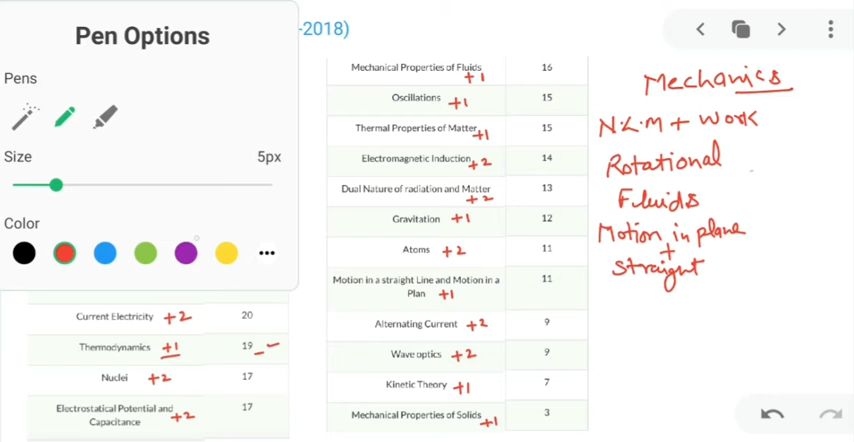 Pen Options
-2018)
Pens
Size
5px
Color
Current Electricity +2 20
Thermodynamics +1 19
Nuclei +2 17
Electrostatical Potential and
Capacitance +2 17
Mechanical Properties of Fluids +1 16
Oscillations +1 15
Thermal Properties of Matter +1 15
Electromagnetic Induction +2 14
Dual Nature of radiation and Matter +2 13
Gravitation +1 12
Atoms +2 11
Motion in a straight Line and Motion in a
Plan +1 11
Alternating Current +2 9
Wave optics +2 9
Kinetic Theory +1 7
Mechanical Properties of Solids +1 3
Mechanics
N.L.M + Work
Rotational
Fluids
Motion in plane
+
Straight